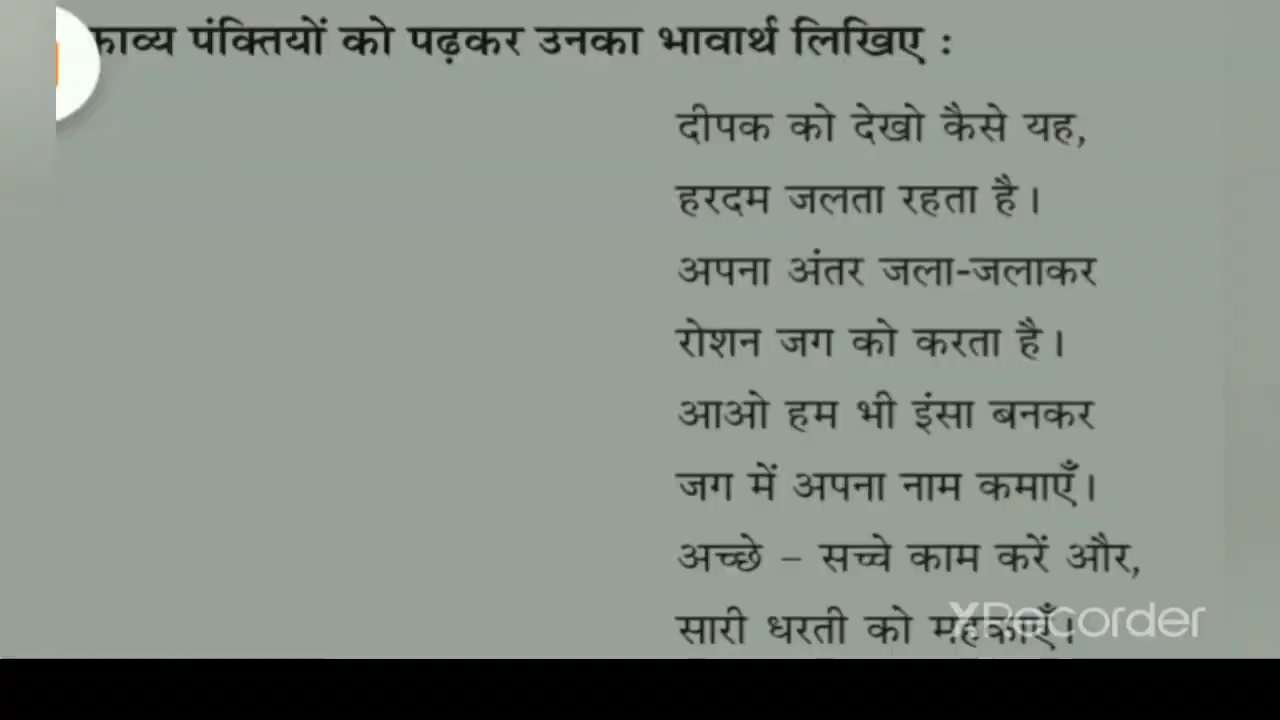 काव्य पंक्तियों को पढ़कर उनका भावार्थ लिखिए :
दीपक को देखो कैसे यह,
हरदम जलता रहता है।
अपना अंतर जला-जलाकर
रोशन जग को करता है।
आओ हम भी इंसा बनकर
जग में अपना नाम कमाएँ।
अच्छे – सच्चे काम करें और,
सारी धरती को महकाएँ।
XRecorder